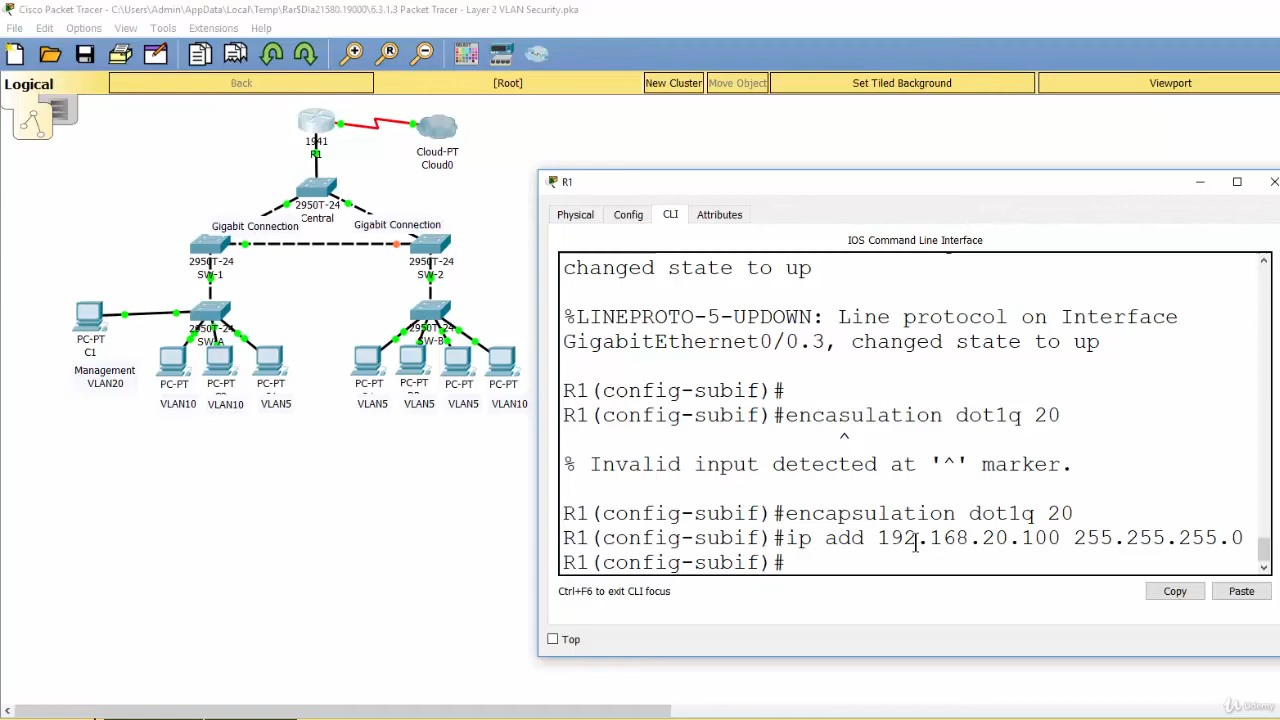 Cisco Packet Tracer - C:\Users\Admin\AppData\Local\Temp\Rar$DIa21580.19000\6.3.1.3 Packet Tracer - Layer 2 VLAN Security.pka
File Edit Options View Tools Extensions Help
Logical Back [Root] New Cluster Move Object Set Tiled Background Viewport
1941
R1
Cloud-PT
Cloud0
2950T-24
Central
Gigabit Connection Gigabit Connection
2950T-24
SW-1
2950T-24
SW-2
2950T-24
SW-A
2950T-24
SW-B
PC-PT
C1
Management
VLAN20
PC-PT PC-PT PC-PT PC-PT PC-PT PC-PT PC-PT
VLAN10 VLAN10 VLAN5 VLAN5 VLAN5 VLAN5 VLAN10
R1
Physical Config CLI Attributes
IOS Command Line Interface
changed state to up
%LINEPROTO-5-UPDOWN: Line protocol on Interface
GigabitEthernet0/0.3, changed state to up
R1(config-subif)#
R1(config-subif)#encasulation dot1q 20
^
% Invalid input detected at '^' marker.
R1(config-subif)#encapsulation dot1q 20
R1(config-subif)#ip add 192.168.20.100 255.255.255.0
R1(config-subif)#
Ctrl+F6 to exit CLI focus
Copy Paste
Top
Udemy